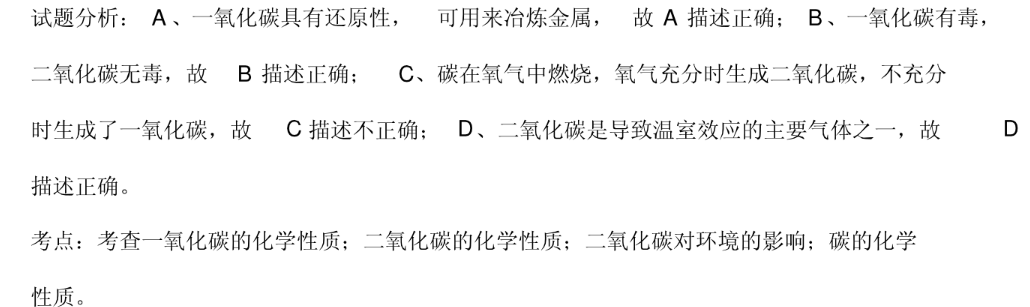 试题分析： A 、一氧化碳具有还原性， 可用来冶炼金属， 故 A 描述正确； B、一氧化碳有毒，
二氧化碳无毒，故 B 描述正确； C、碳在氧气中燃烧，氧气充分时生成二氧化碳，不充分
时生成了一氧化碳，故 C 描述不正确； D、二氧化碳是导致温室效应的主要气体之一，故 D
描述正确。
考点：考查一氧化碳的化学性质；二氧化碳的化学性质；二氧化碳对环境的影响；碳的化学
性质。